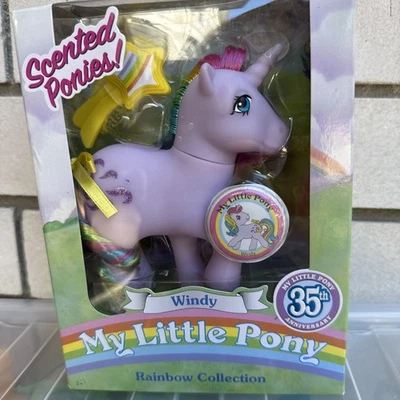 Scented
Ponies!
My Little Pony
Windy
MY LITTLE PONY
35th
ANNIVERSARY
My Little Pony
Rainbow Collection